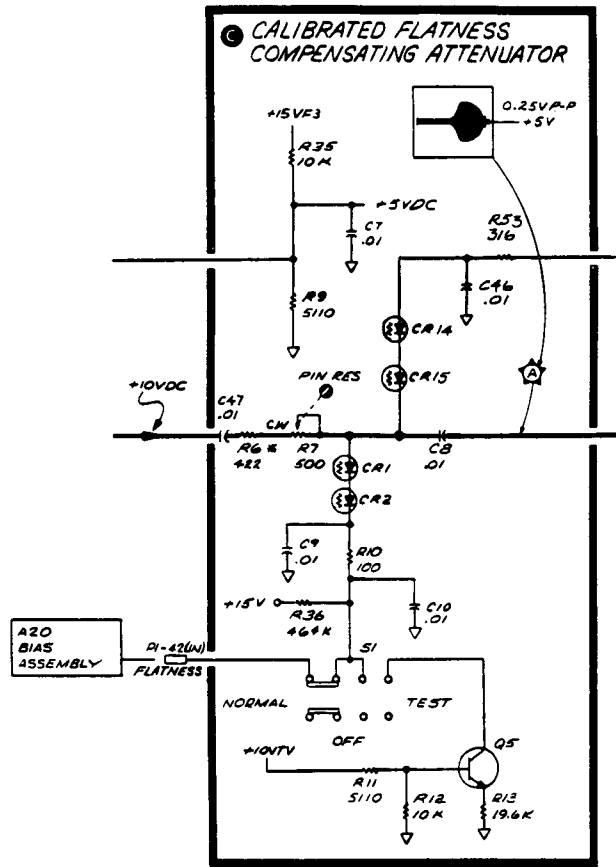 C CALIBRATED FLATNESS
COMPENSATING ATTENUATOR
0.25V P-P
+5V
+15VF3
R35
10K
+5VDC
C7
.01
R53
316
R9
5110
C46
.01
CR14
CR15
A
+10VDC
C47
.01
PIN RES
CW
R6 *
422
R7
500
C8
.01
CR1
CR2
C9
.01
R10
100
+15V
R36
464K
C10
.01
A20
BIAS
ASSEMBLY
P1-42(IN)
FLATNESS
S1
NORMAL
TEST
OFF
+10VTV
Q5
R11
5110
R12
10K
R13
19.6K